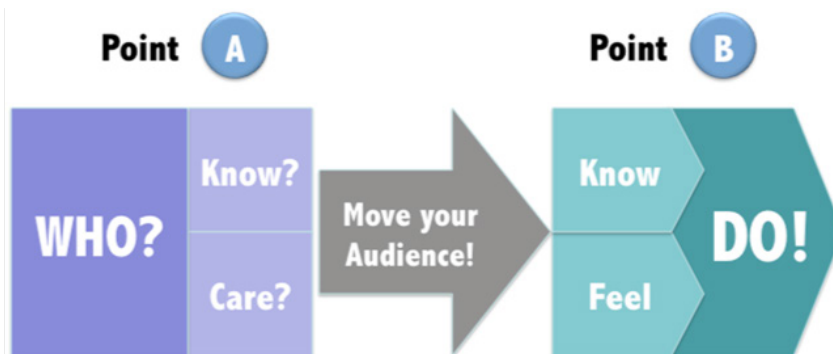 Point A
Point B
WHO?
Know?
Care?
Move your
Audience!
Know
Feel
DO!